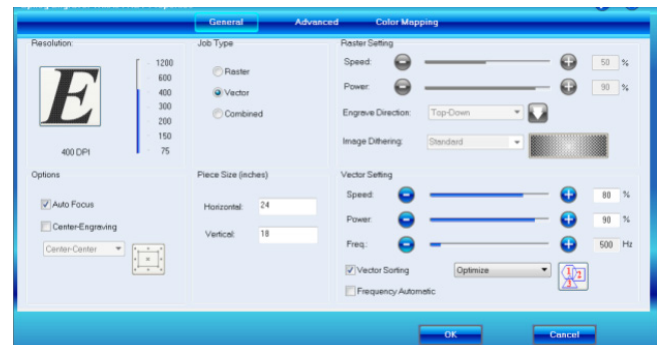 General Advanced Color Mapping
Resolution:
1200
600
400
300
200
150
75
400 DPI
Job Type
Raster
Vector
Combined
Raster Setting
Speed: 50 %
Power: 90 %
Engrave Direction: Top-Down
Image Dithering: Standard
Options
Auto Focus
Center-Engraving
Center-Center
Piece Size (inches)
Horizontal: 24
Vertical: 18
Vector Setting
Speed: 80 %
Power: 90 %
Freq.: 500 Hz
Vector Sorting Optimize
Frequency Automatic
OK Cancel